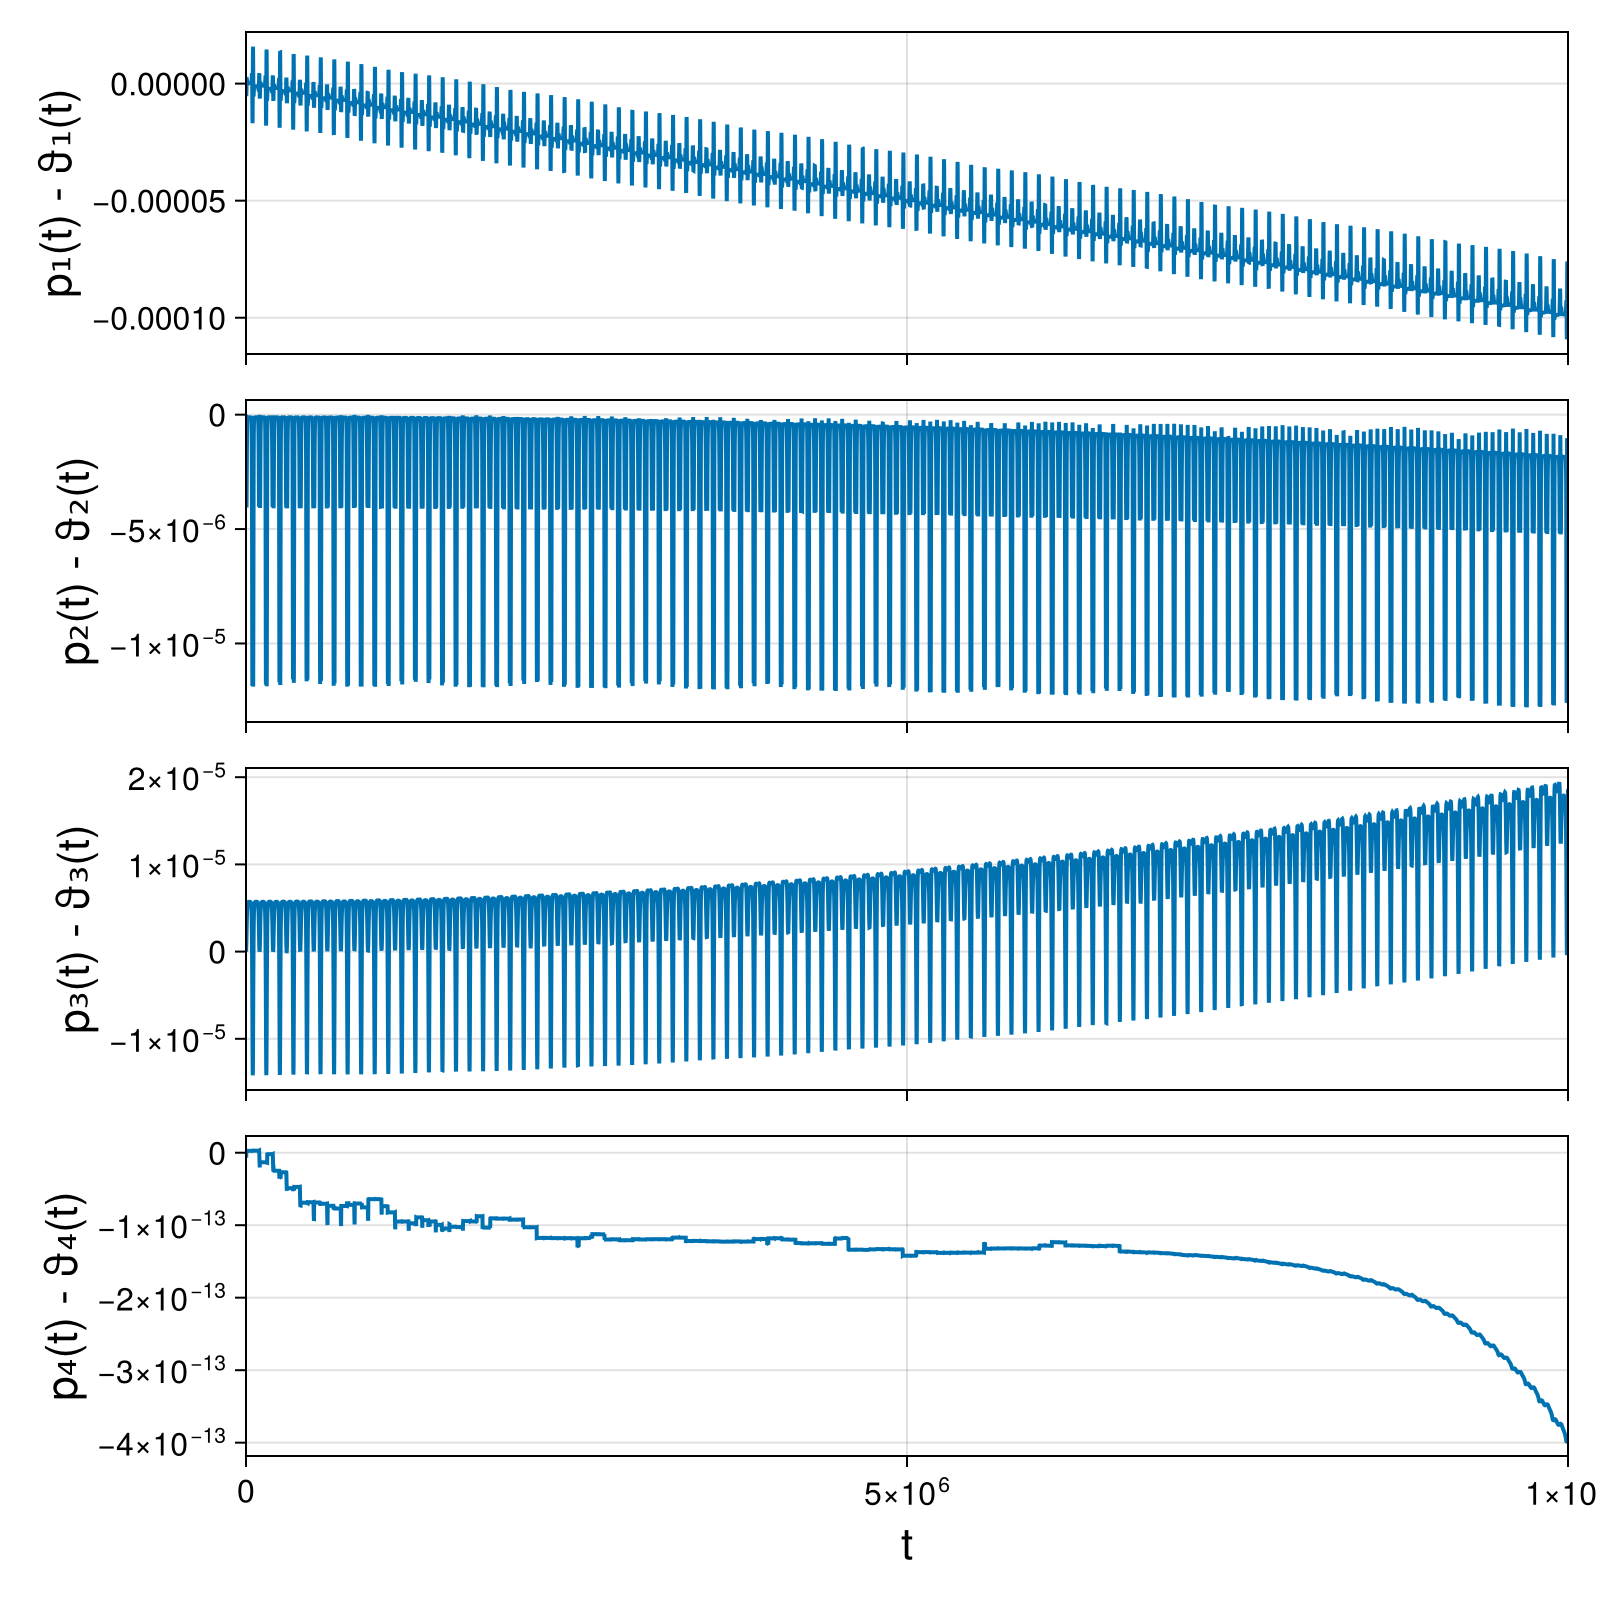 p₁(t) - ϑ₁(t)
0.00000
−0.00005
−0.00010
p₂(t) - ϑ₂(t)
0
−5×10⁻⁶
−1×10⁻⁵
p₃(t) - ϑ₃(t)
2×10⁻⁵
1×10⁻⁵
0
−1×10⁻⁵
p₄(t) - ϑ₄(t)
0
−1×10⁻¹³
−2×10⁻¹³
−3×10⁻¹³
−4×10⁻¹³
0 5×10⁶ 1×10
t